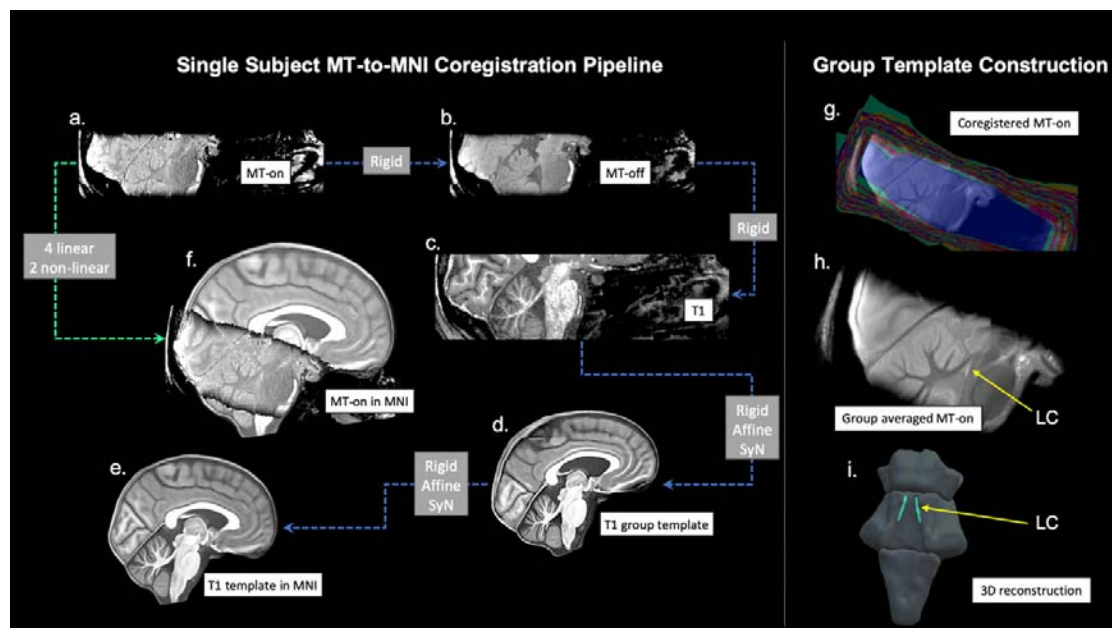 Single Subject MT-to-MNI Coregistration Pipeline
a.
MT-on
Rigid
b.
MT-off
Rigid
4 linear
2 non-linear
f.
MT-on in MNI
c.
T1
Rigid
Affine
SyN
d.
T1 group template
Rigid
Affine
SyN
e.
T1 template in MNI
Group Template Construction
g.
Coregistered MT-on
h.
LC
Group averaged MT-on
i.
LC
3D reconstruction